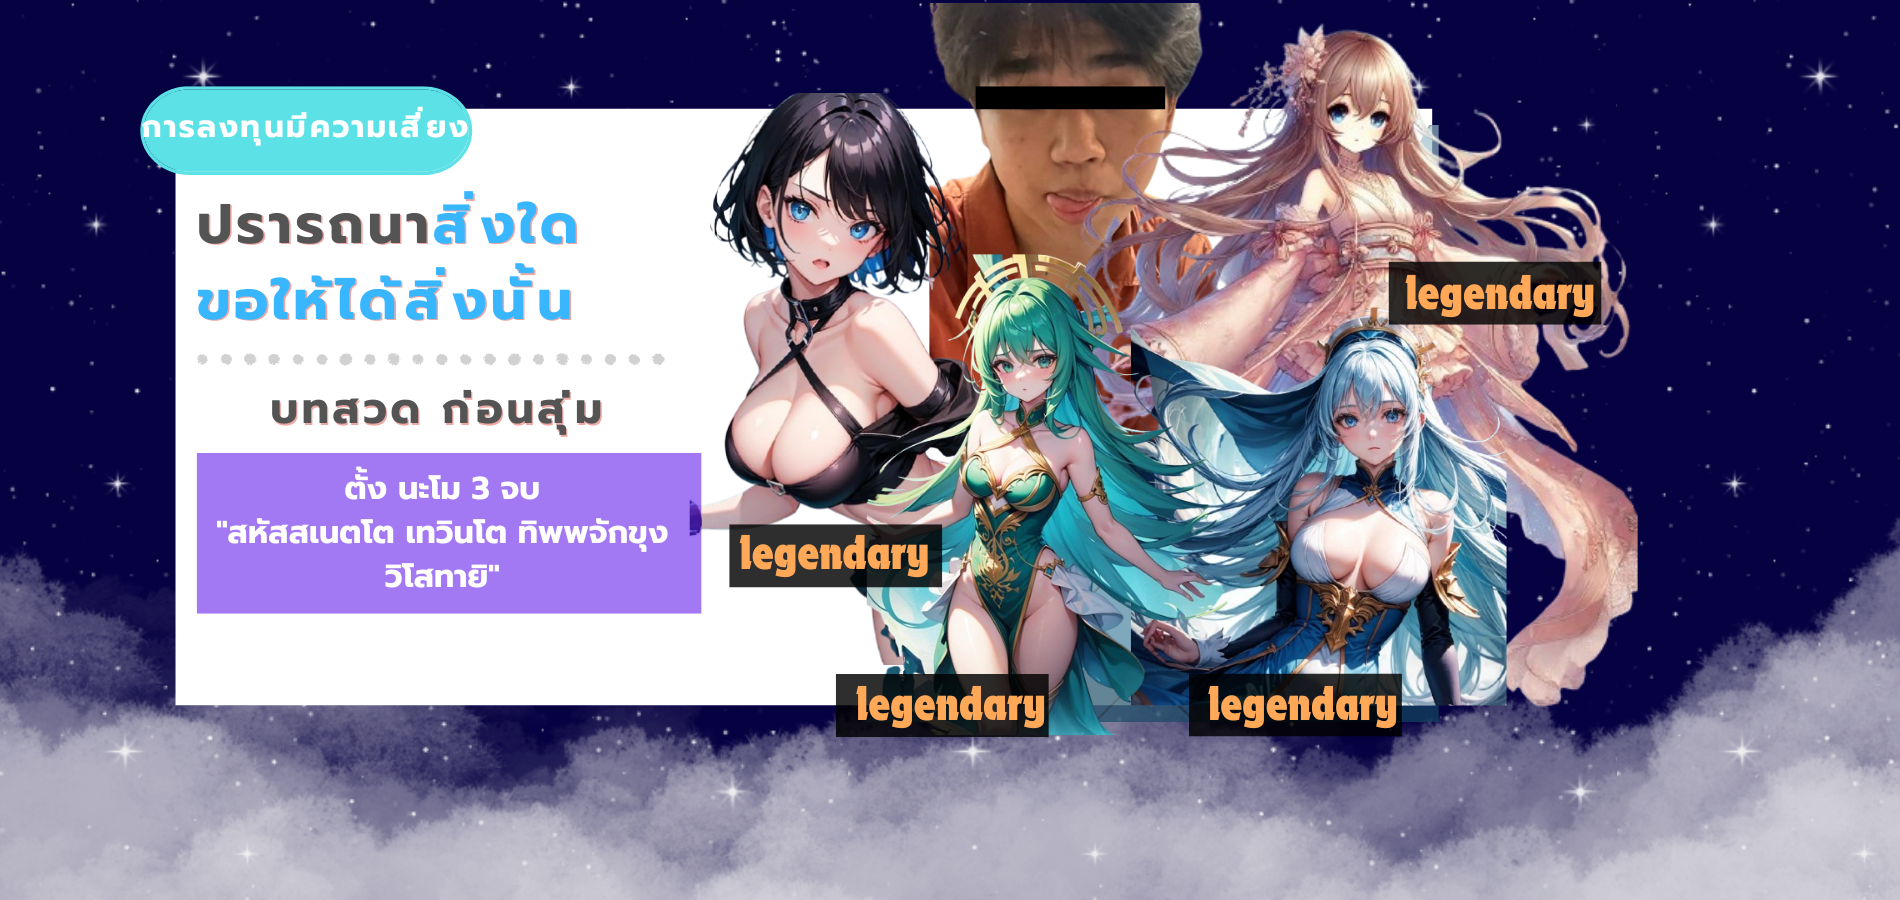 การลงทุนมีความเสี่ยง
ปรารถนาสิ่งใด
ขอให้ได้สิ่งนั้น
บทสวด ก่อนสุ่ม
ตั้ง นะโม 3 จบ
"สหัสสเนตโต เทวินโต ทิพพจักขุง
วิโสทายิ"
legendary
legendary
legendary
legendary